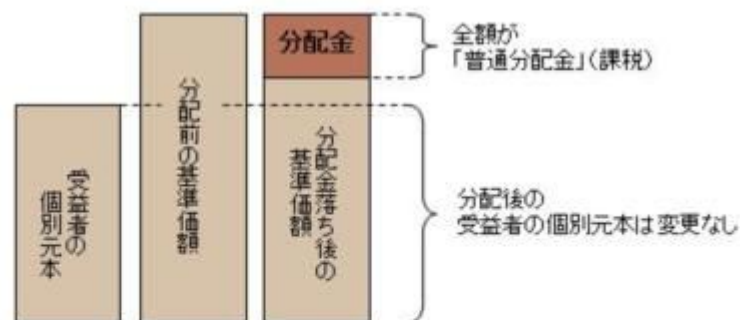 受益者の
個別元本
分配前の基準価額
分配金
分配金落ち後の
基準価額
全額が
「普通分配金」(課税)
分配後の
受益者の個別元本は変更なし